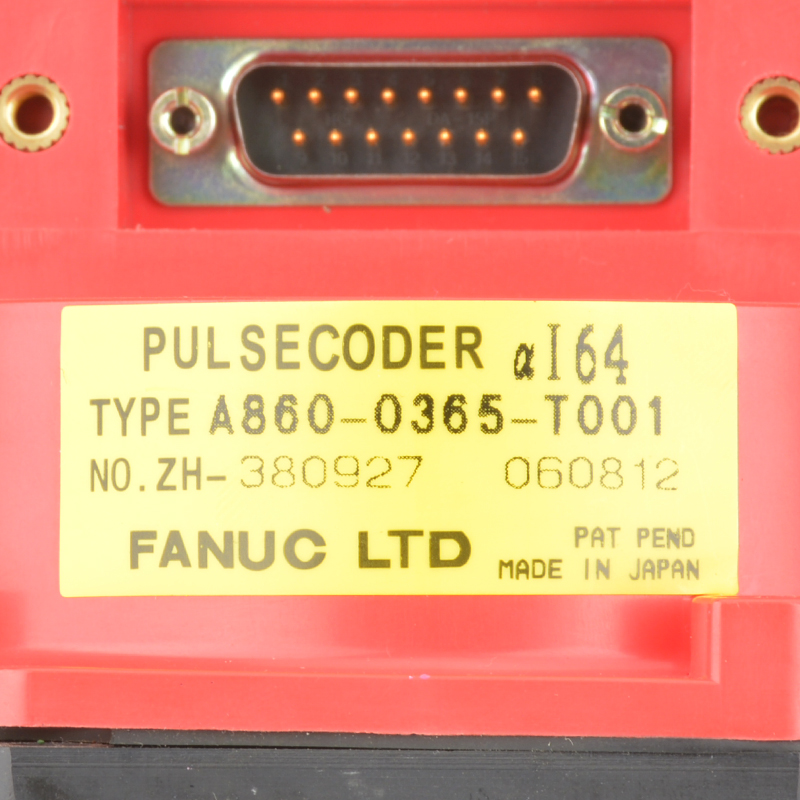 PULSECODER αI64
TYPE A860-0365-T001
NO.ZH-380927 060812
FANUC LTD
PAT PEND
MADE IN JAPAN